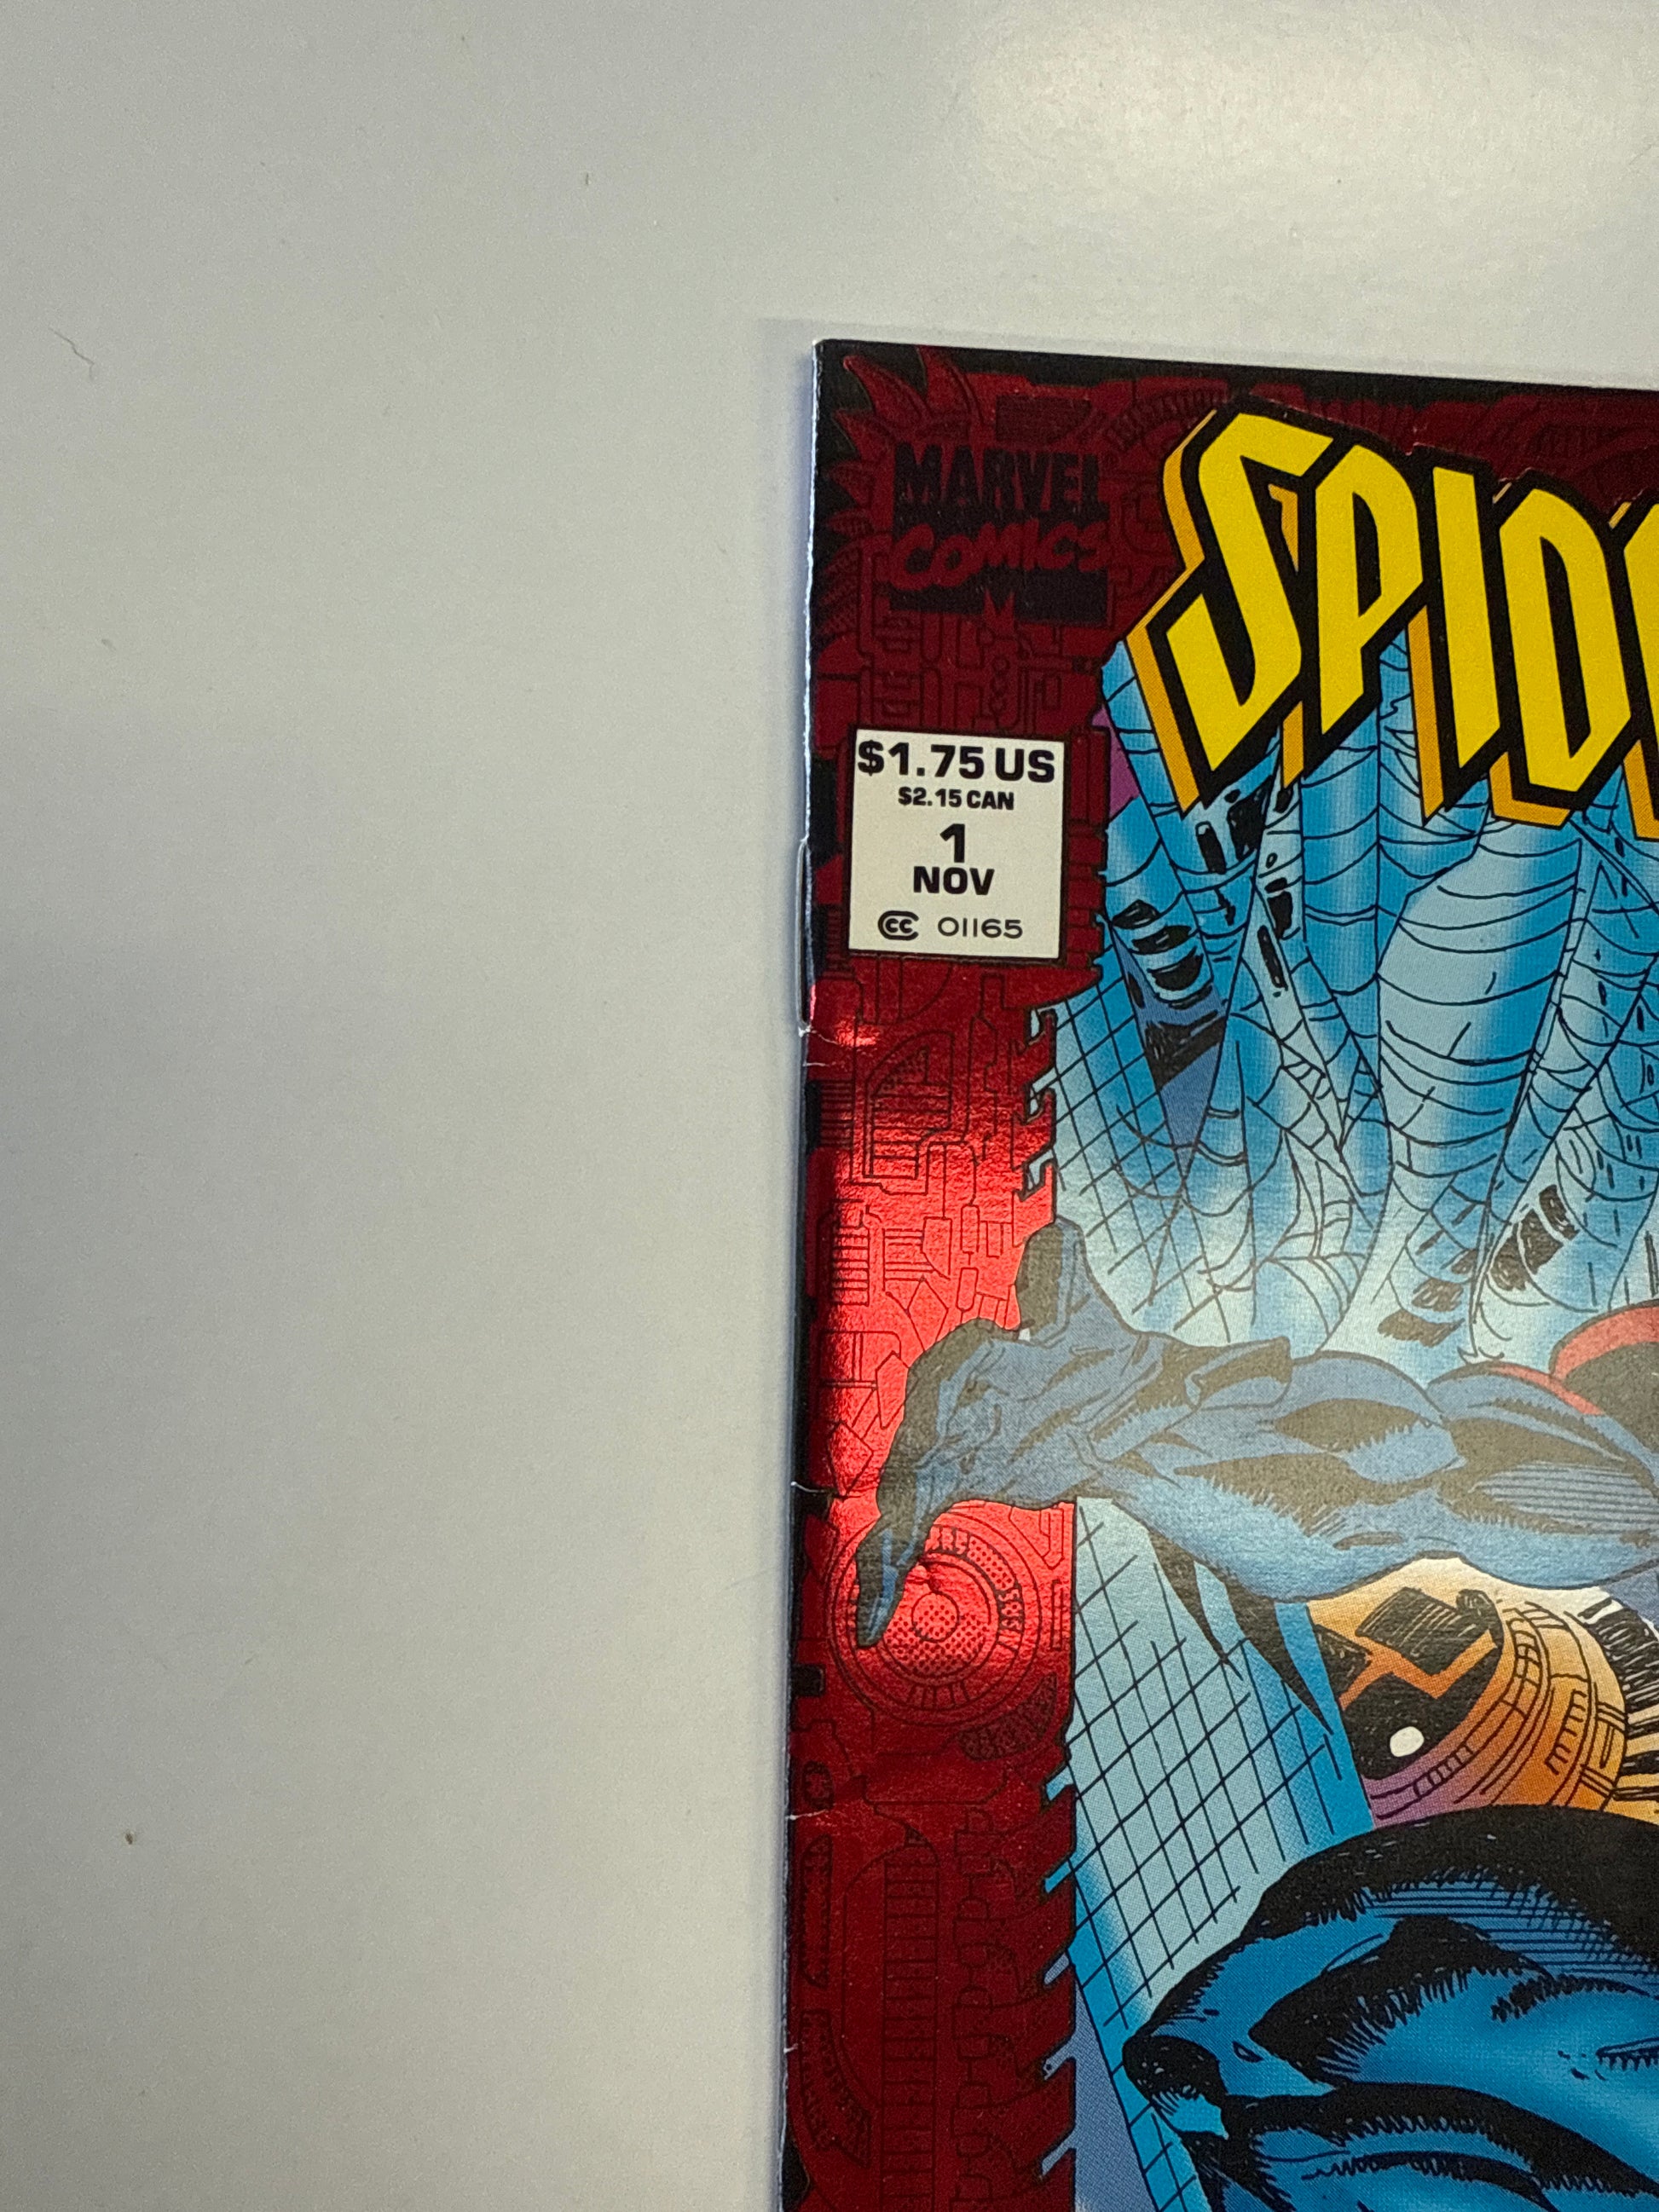 MARVEL
COMICS
SPID
$1.75 US
$2.15 CAN
1
NOV
CC 01165